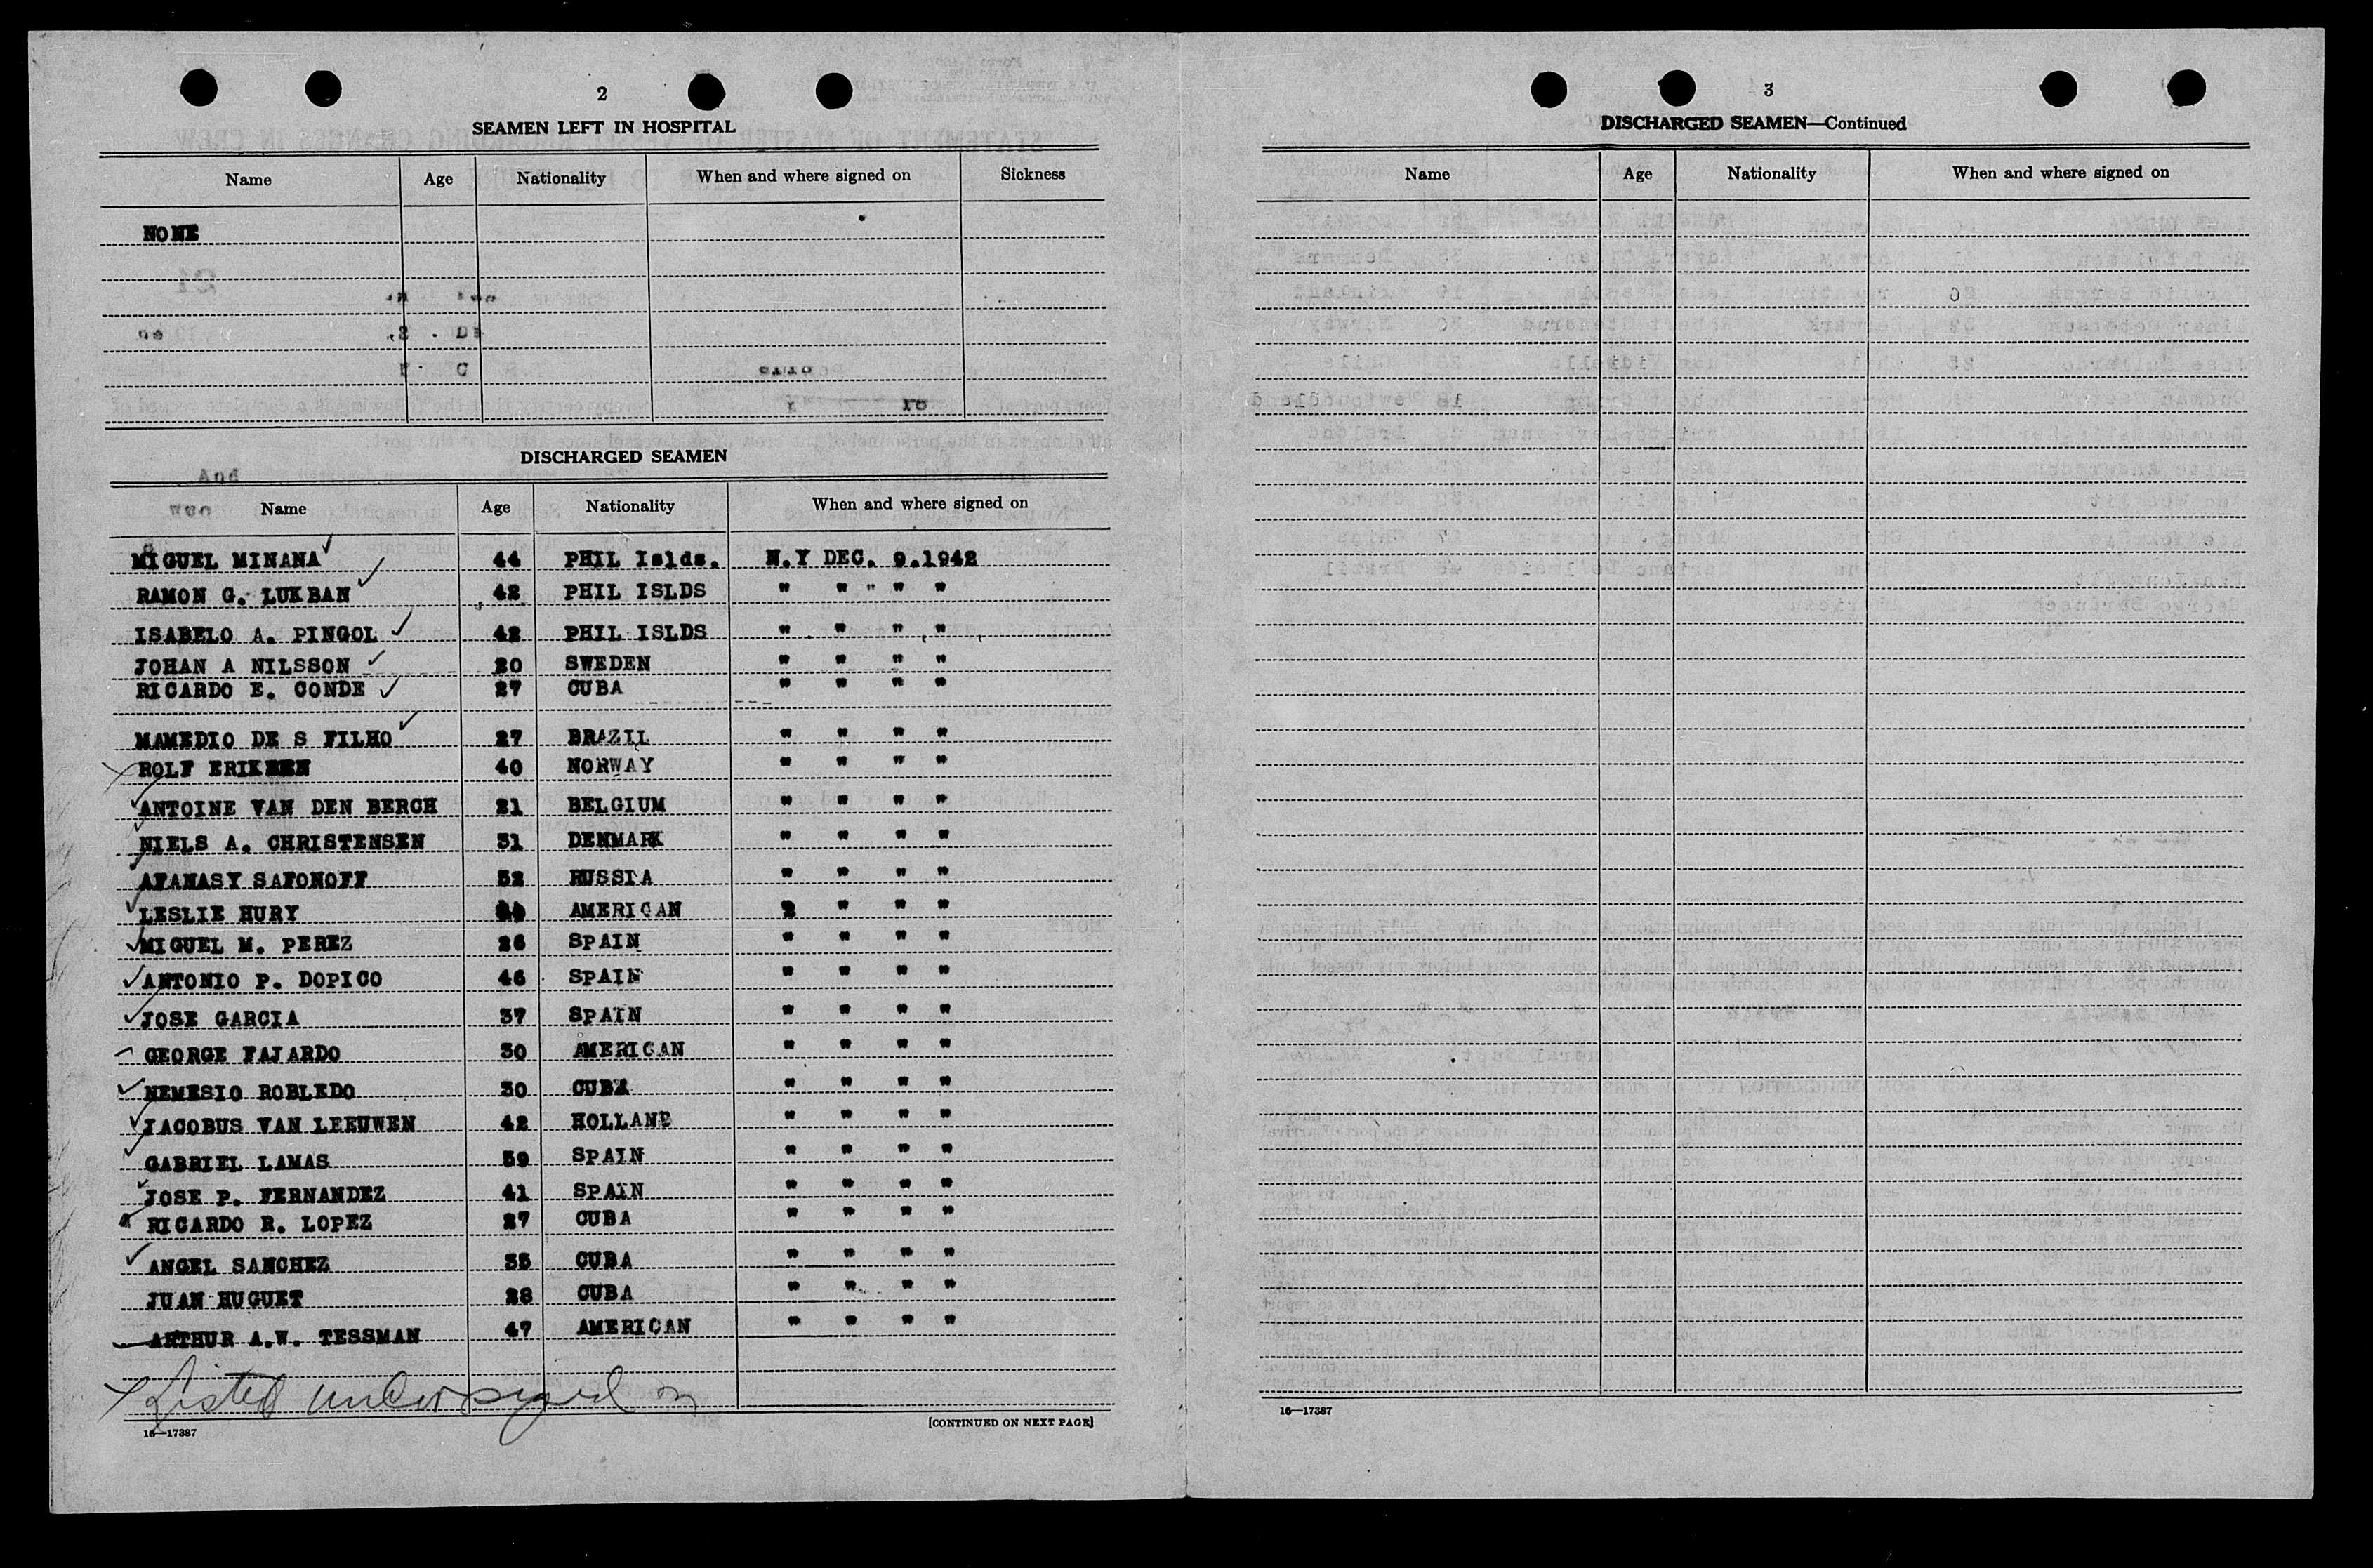 2
SEAMEN LEFT IN HOSPITAL
Name Age Nationality When and where signed on Sickness
NONE
DISCHARGED SEAMEN
Name Age Nationality When and where signed on
MIGUEL MINANA 44 PHIL Islds. N.Y DEC. 9.1942
RAMON G. LUKBAN 42 PHIL ISLDS " " " "
ISABELO A. PINGOL 42 PHIL ISLDS " " " "
JOHAN A NILSSON 20 SWEDEN " " " "
RICARDO E. CONDE 27 CUBA " " " "
MAMEDIO DE S FILHO 27 BRAZIL " " " "
ROLF ERIKSEN 40 NORWAY " " " "
ANTOINE VAN DEN BERGH 21 BELGIUM " " " "
NIELS A. CHRISTENSEN 31 DENMARK " " " "
AFANASY SAFONOFF 52 RUSSIA " " " "
LESLIE HURY AMERICAN " " "
MIGUEL M. PEREZ 26 SPAIN " " " "
ANTONIO P. DOPICO 46 SPAIN " " " "
JOSE GARCIA 37 SPAIN " " " "
GEORGE FAJARDO 30 AMERICAN " " " "
NEMESIO ROBLEDO 30 CUBA " " " "
JACOBUS VAN LEEUWEN 42 HOLLAND " " " "
GABRIEL LAMAS 39 SPAIN " " " "
JOSE P. FERNANDEZ 41 SPAIN " " " "
RICARDO R. LOPEZ 27 CUBA " " " "
ANGEL SANCHEZ 35 CUBA " " " "
JUAN HUGUET 28 CUBA " " " "
ARTHUR A.W. TESSMAN 47 AMERICAN " " " "
x Listed under signed on
16—17387
[CONTINUED ON NEXT PAGE]
3
DISCHARGED SEAMEN—Continued
Name Age Nationality When and where signed on
16—17387